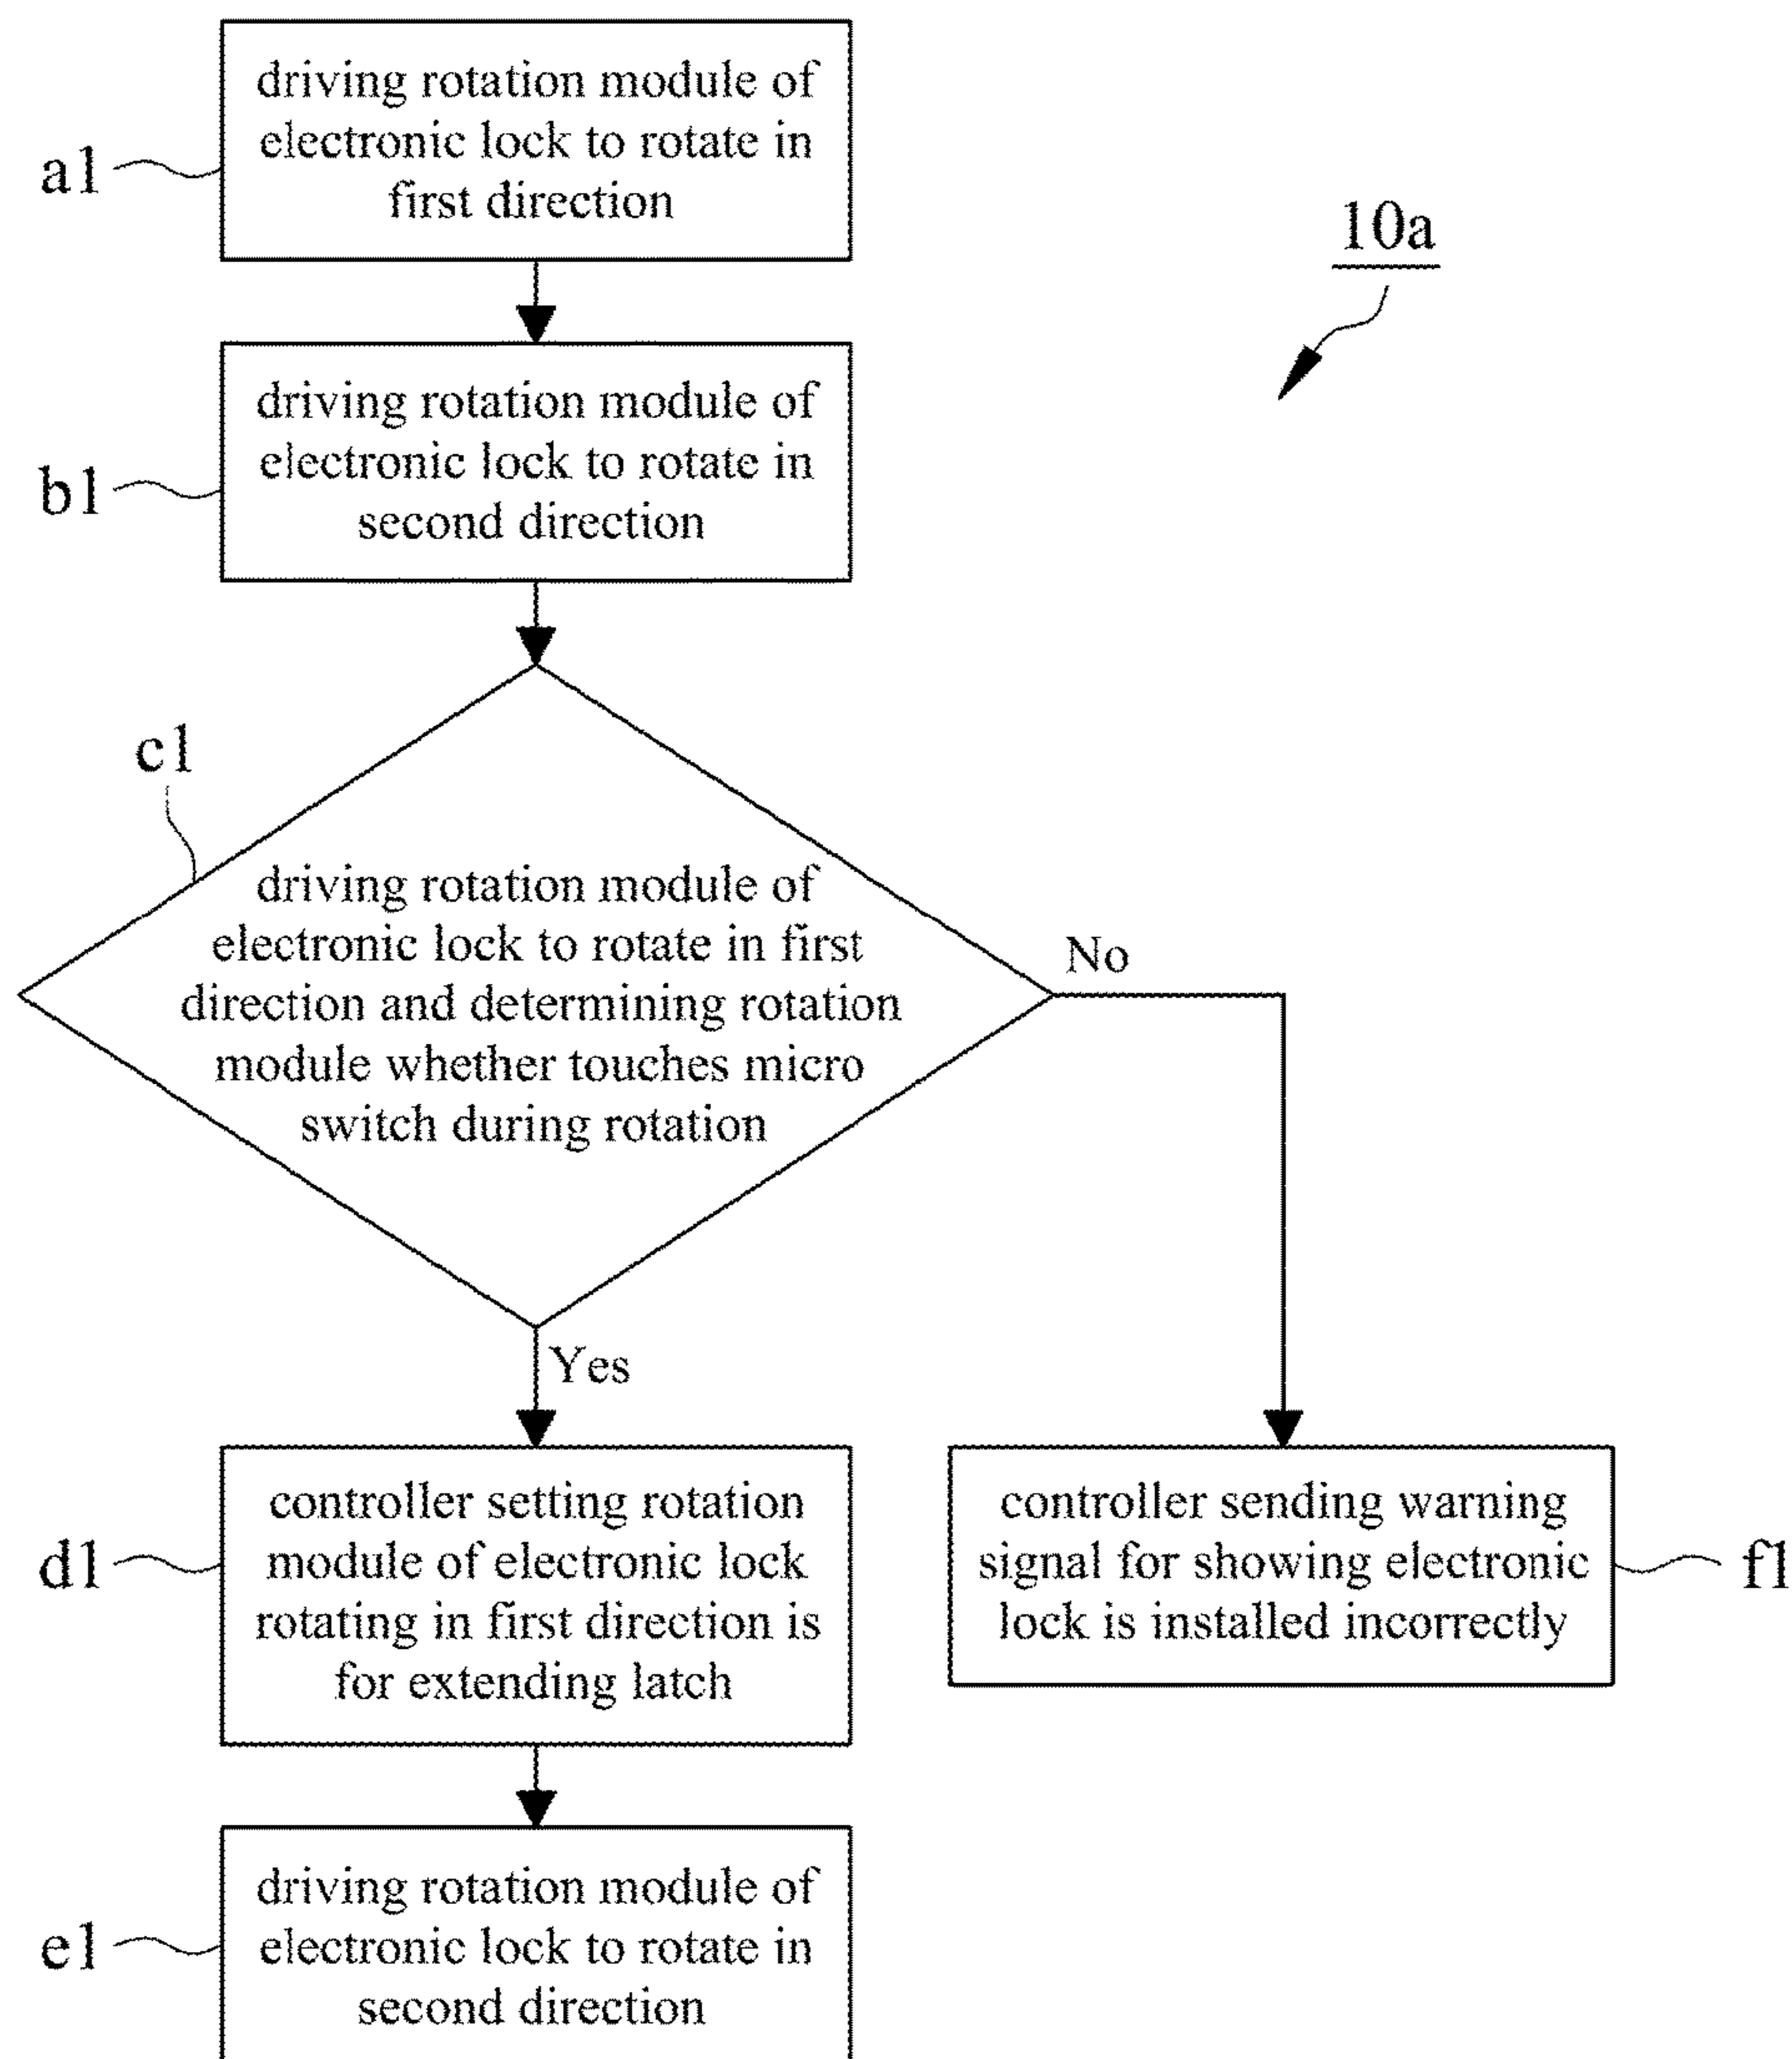 driving rotation module of
electronic lock to rotate in
first direction
a1
10a
driving rotation module of
electronic lock to rotate in
second direction
b1
c1
driving rotation module of
electronic lock to rotate in first
direction and determining rotation
module whether touches micro
switch during rotation
No
Yes
controller setting rotation
module of electronic lock
rotating in first direction is
for extending latch
d1
controller sending warning
signal for showing electronic
lock is installed incorrectly
f1
driving rotation module of
electronic lock to rotate in
second direction
e1